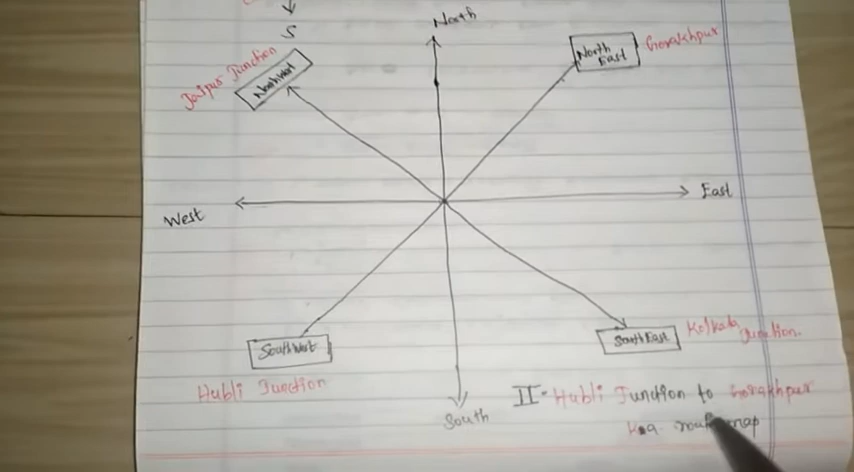 North
S
North East
Gorakhpur
Jaipur Junction
North West
East
West
South West
South East
Kolkata Junction.
Hubli Junction
II- Hubli Junction to Gorakhpur
South
map